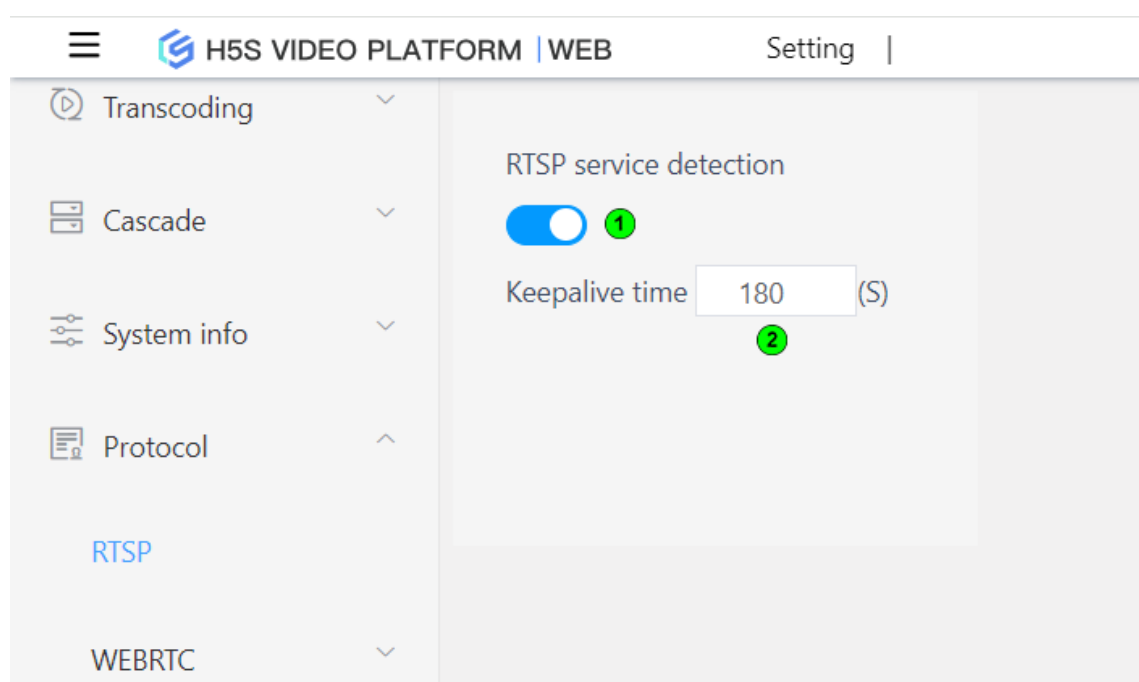 H5S VIDEO PLATFORM | WEB
Setting |
Transcoding
Cascade
System info
Protocol
RTSP
WEBRTC
RTSP service detection
1
Keepalive time 180 (S)
2